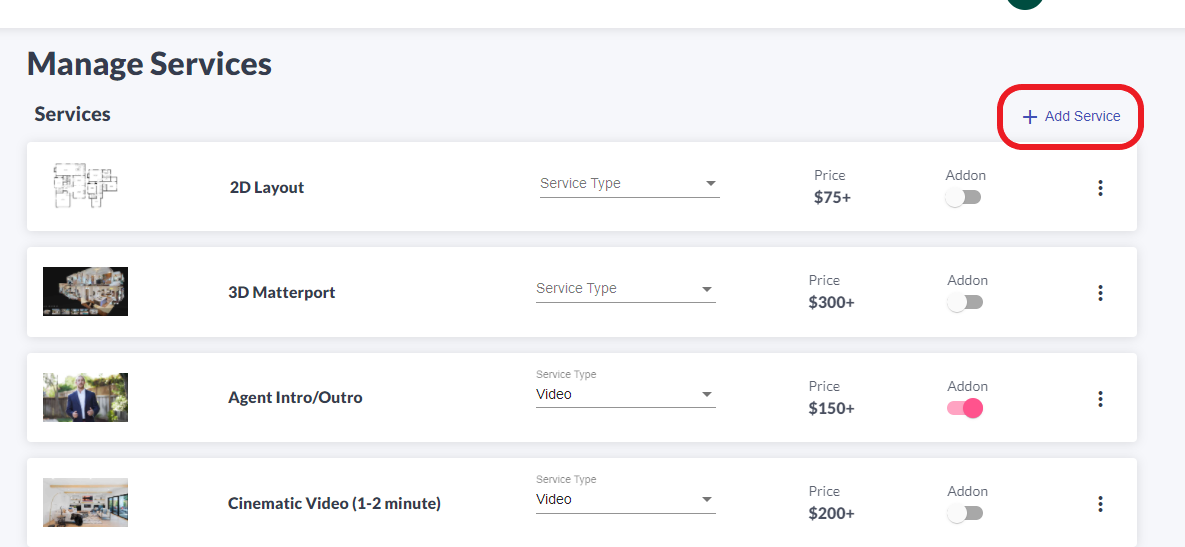 Manage Services
Services
+ Add Service
2D Layout
Service Type
Price
$75+
Addon
3D Matterport
Service Type
Price
$300+
Addon
Agent Intro/Outro
Service Type
Video
Price
$150+
Addon
Cinematic Video (1-2 minute)
Service Type
Video
Price
$200+
Addon